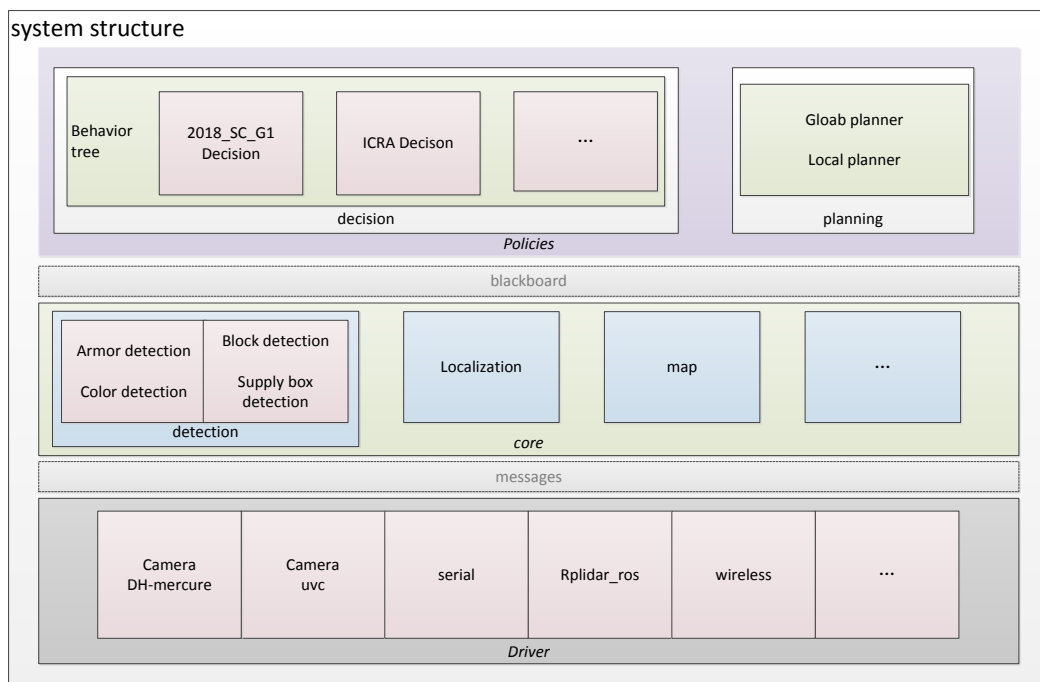 system structure
Behavior
tree
2018_SC_G1
Decision
ICRA Decison
...
decision
Gloab planner
Local planner
planning
Policies
blackboard
Armor detection
Color detection
Block detection
Supply box
detection
detection
Localization
map
...
core
messages
Camera
DH-mercure
Camera
uvc
serial
Rplidar_ros
wireless
...
Driver